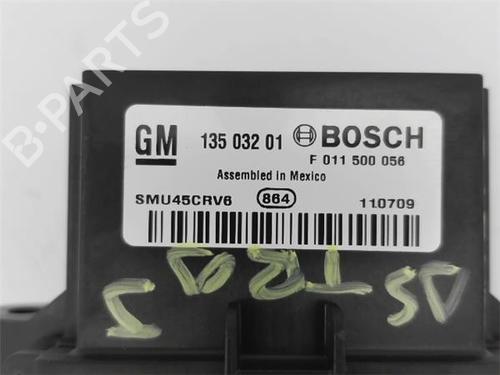 B-PARTS
GM 135 032 01 BOSCH
F 011 500 056
Assembled in Mexico
SMU45CRV6 864 110709